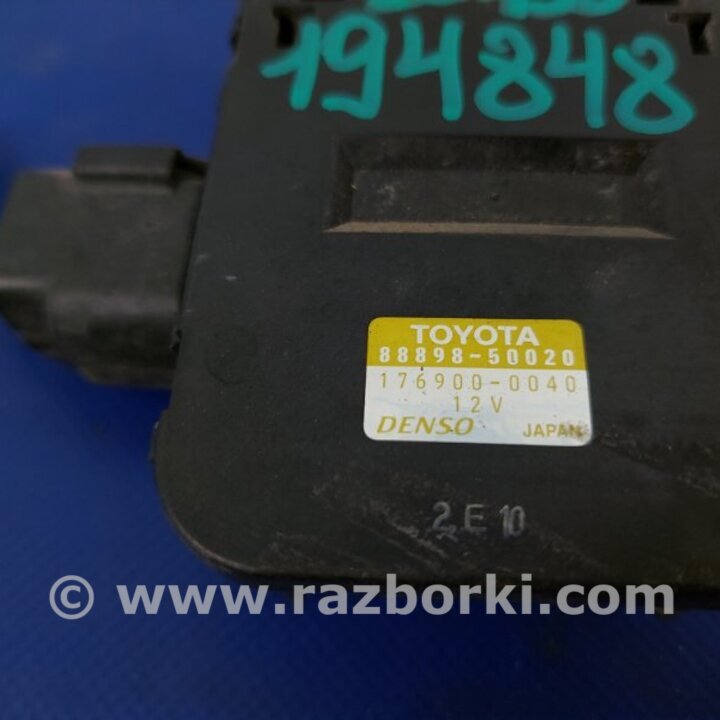 194848
TOYOTA
88898-50020
176900-0040
12V
DENSO JAPAN
2E10
© www.razborki.com